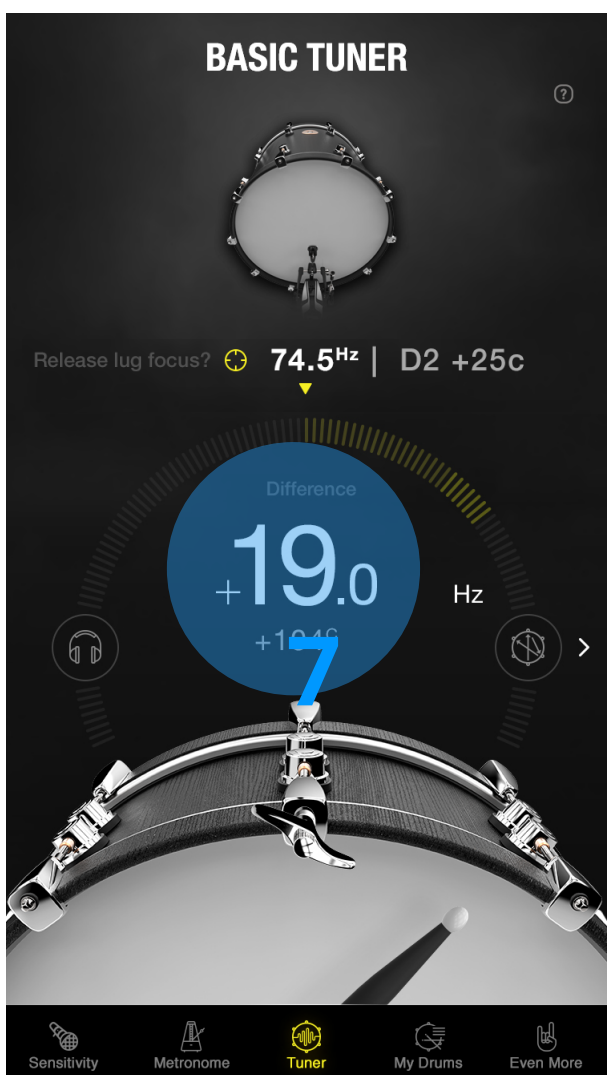 BASIC TUNER
?
Release lug focus? 74.5Hz | D2 +25c
Difference
+19.0 Hz
7
Sensitivity Metronome Tuner My Drums Even More